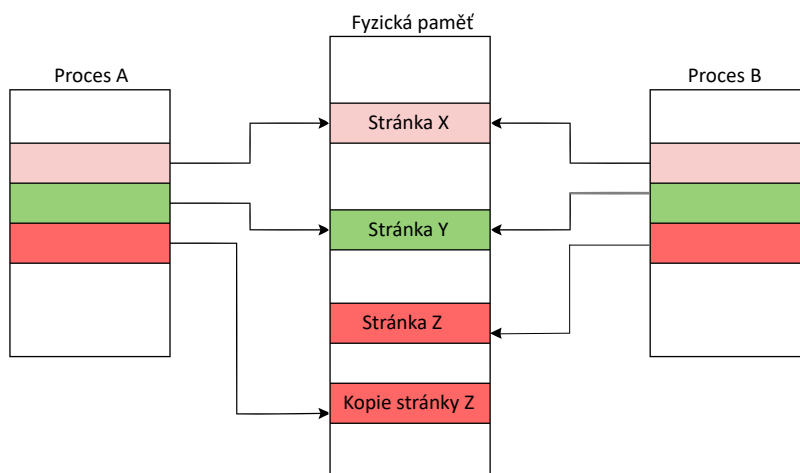 Fyzická paměť
Proces A
Proces B
Stránka X
Stránka Y
Stránka Z
Kopie stránky Z